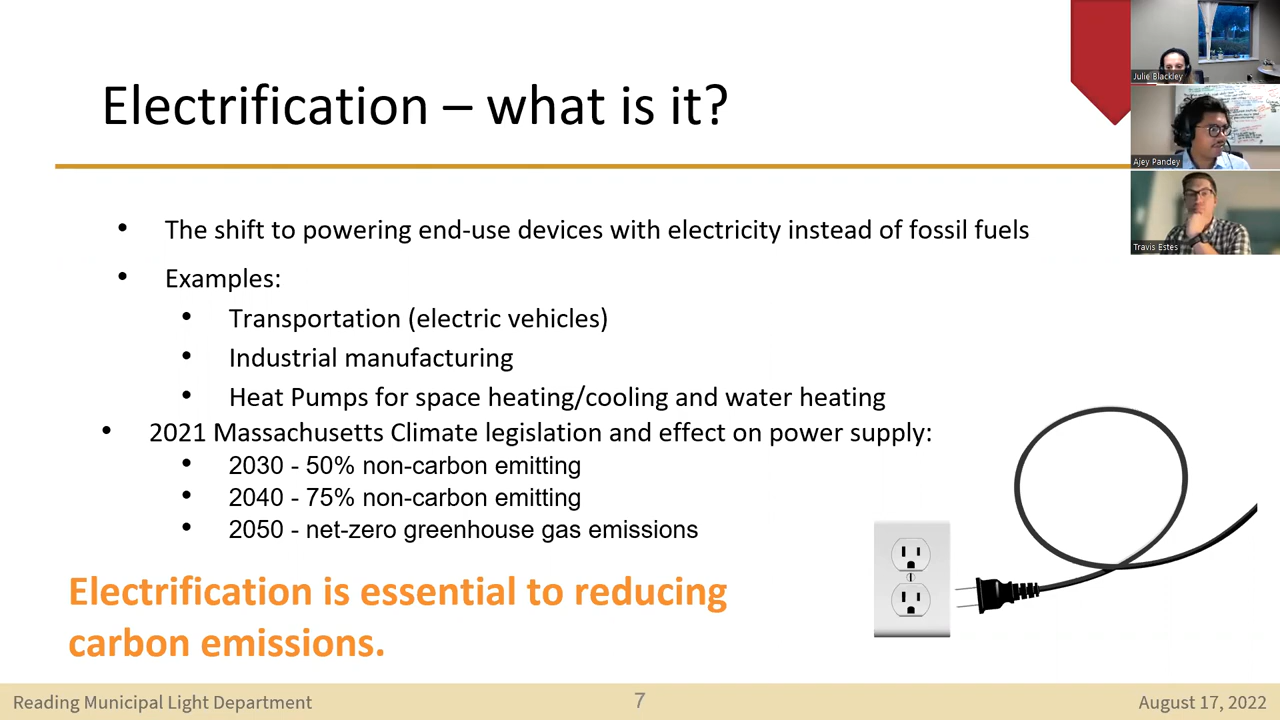 Electrification – what is it?
Julie Blackley
Ajey Pandey
Travis Estes
• The shift to powering end-use devices with electricity instead of fossil fuels
• Examples:
• Transportation (electric vehicles)
• Industrial manufacturing
• Heat Pumps for space heating/cooling and water heating
• 2021 Massachusetts Climate legislation and effect on power supply:
• 2030 - 50% non-carbon emitting
• 2040 - 75% non-carbon emitting
• 2050 - net-zero greenhouse gas emissions
Electrification is essential to reducing
carbon emissions.
Reading Municipal Light Department
7
August 17, 2022